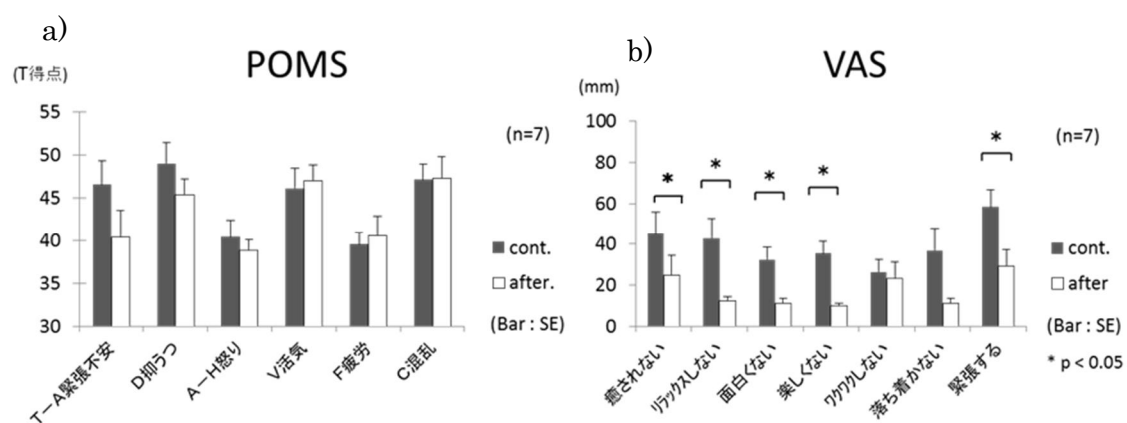 a)
POMS
(T得点)
55
50
45
40
35
30
(n=7)
cont.
after.
(Bar : SE)
T－A緊張不安
D抑うつ
A－H怒り
V活気
F疲労
C混乱
b)
VAS
(mm)
100
80
60
40
20
0
(n=7)
* * * * *
cont.
after
(Bar : SE)
* p < 0.05
癒されない
リラックスしない
面白くない
楽しくない
ワクワクしない
落ち着かない
緊張する